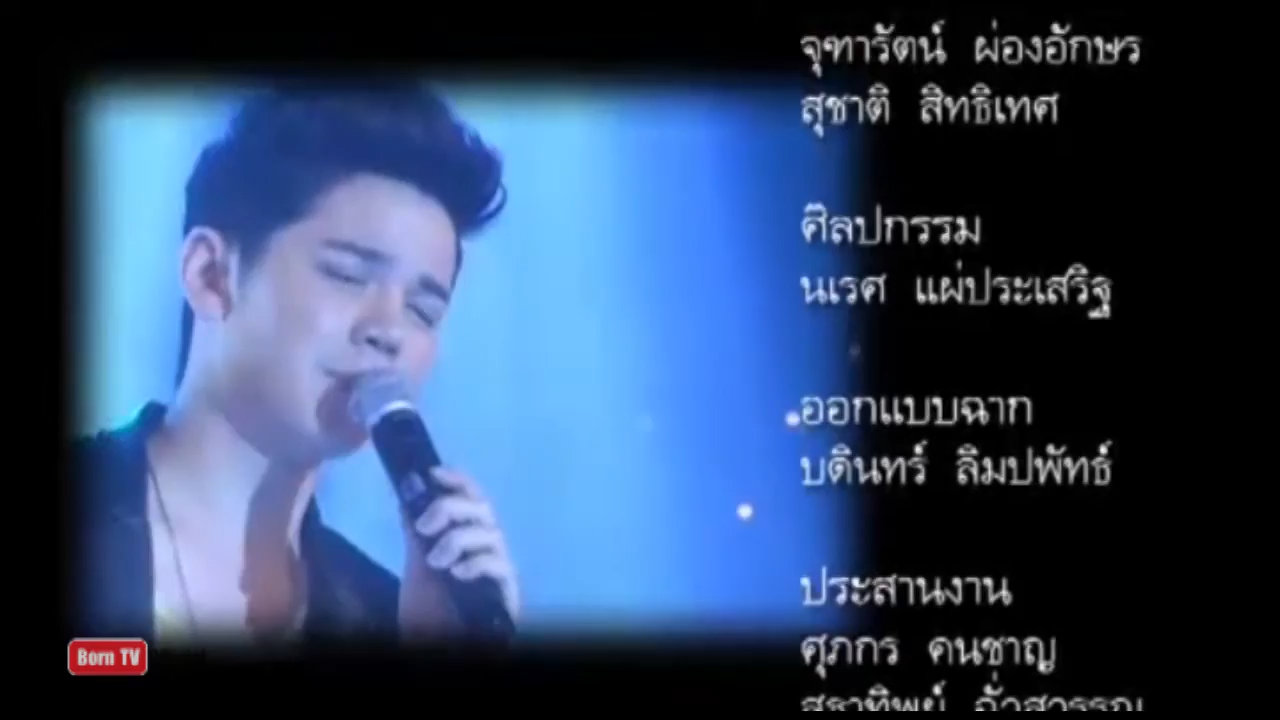 จุฑารัตน์ ผ่องอักษร
สุชาติ สิทธิเทศ
ศิลปกรรม
นเรศ แผ่ประเสริฐ
ออกแบบฉาก
บดินทร์ ลิมปพัทธ์
ประสานงาน
ศุภกร คนชาญ
Born TV